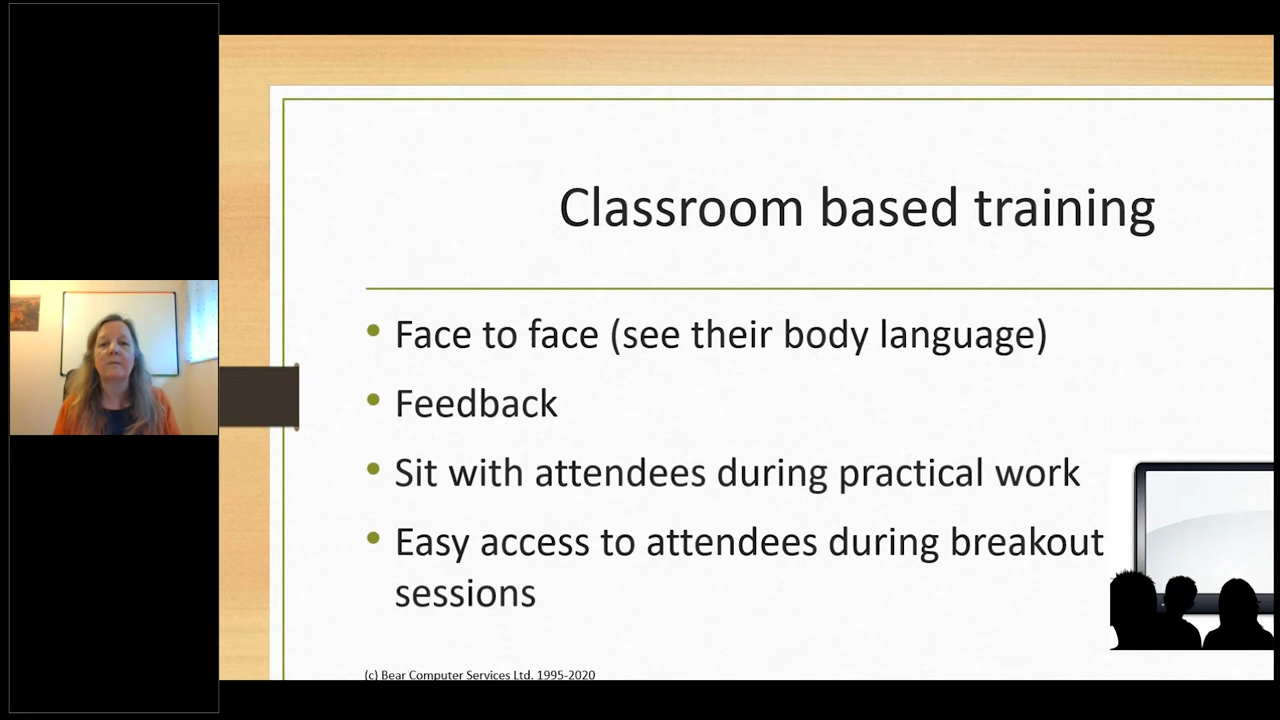 Classroom based training
• Face to face (see their body language)
• Feedback
• Sit with attendees during practical work
• Easy access to attendees during breakout
sessions
(c) Bear Computer Services Ltd. 1995-2020